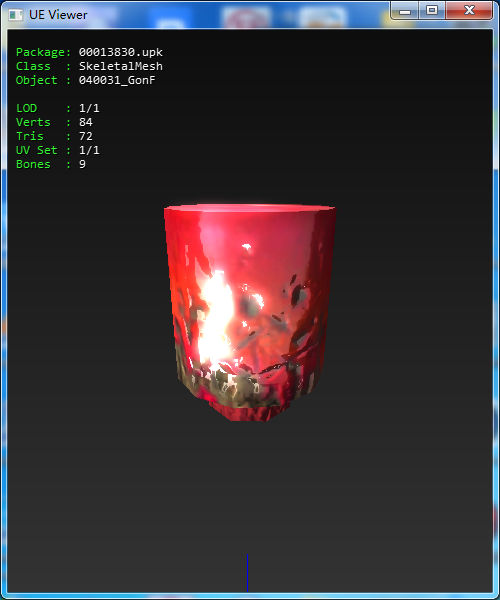 UE Viewer
Package: 00013830.upk
Class  : SkeletalMesh
Object : 040031_GonF
LOD    : 1/1
Verts  : 84
Tris   : 72
UV Set : 1/1
Bones  : 9